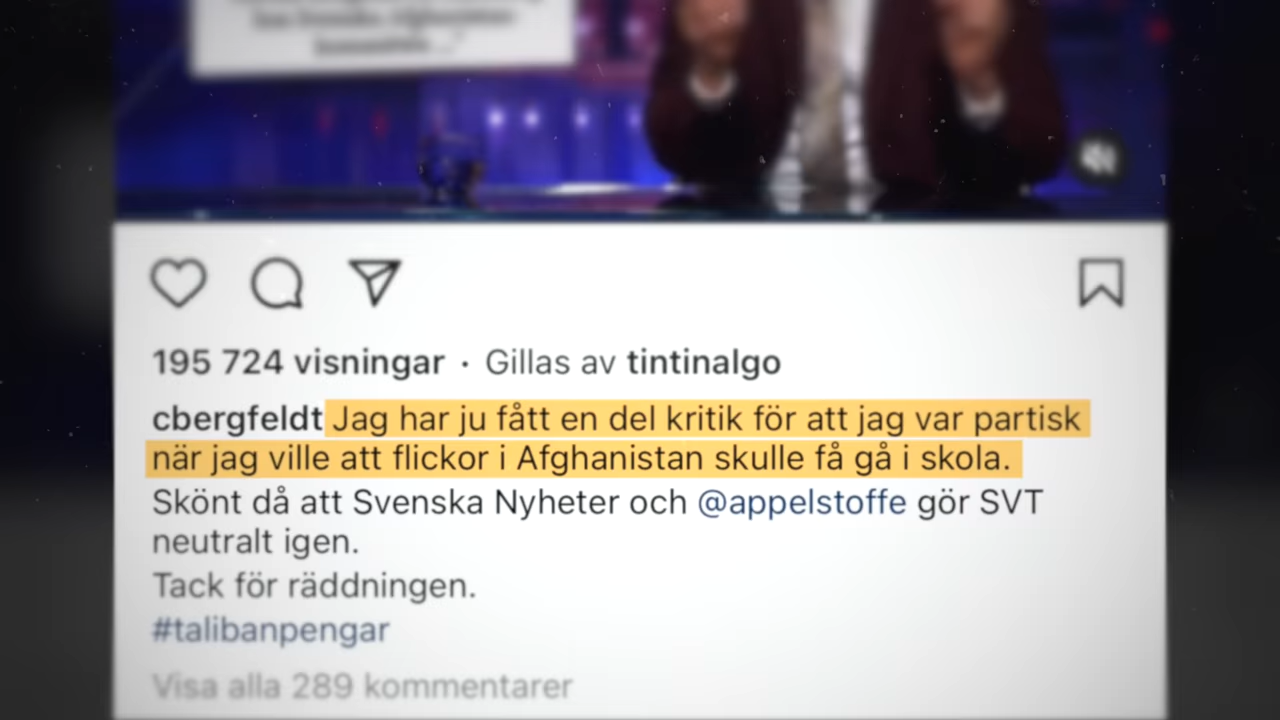 195 724 visningar · Gillas av tintinalgo
cbergfeldt Jag har ju fått en del kritik för att jag var partisk
när jag ville att flickor i Afghanistan skulle få gå i skola.
Skönt då att Svenska Nyheter och @appelstoffe gör SVT
neutralt igen.
Tack för räddningen.
#talibanpengar
Visa alla 289 kommentarer